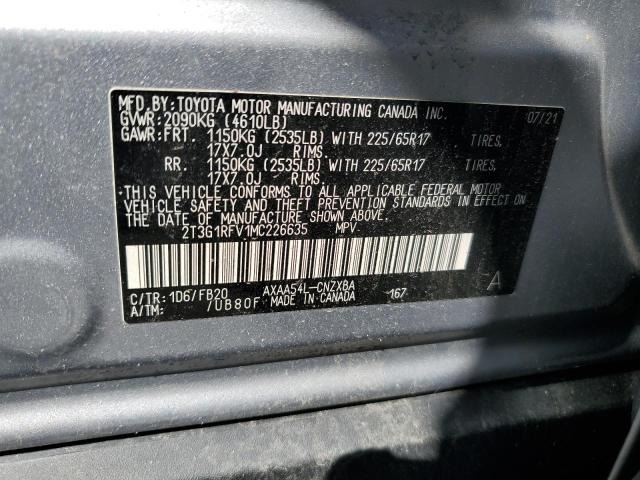 MFD.BY: TOYOTA MOTOR MANUFACTURING CANADA INC. 07/21
GVWR: 2090KG (4610LB)
GAWR: FRT. 1150KG (2535LB) WITH 225/65R17 TIRES.
17X7.0J RIMS.
RR. 1150KG (2535LB) WITH 225/65R17 TIRES.
17X7.0J RIMS.
THIS VEHICLE CONFORMS TO ALL APPLICABLE FEDERAL MOTOR
VEHICLE SAFETY AND THEFT PREVENTION STANDARDS IN EFFECT ON
THE DATE OF MANUFACTURE SHOWN ABOVE.
2T3G1RFV1MC226635 MPV
C/TR: 1D6/FB20 AXAA54L-CNZXBA A
A/TM: /UB80F MADE IN CANADA 167